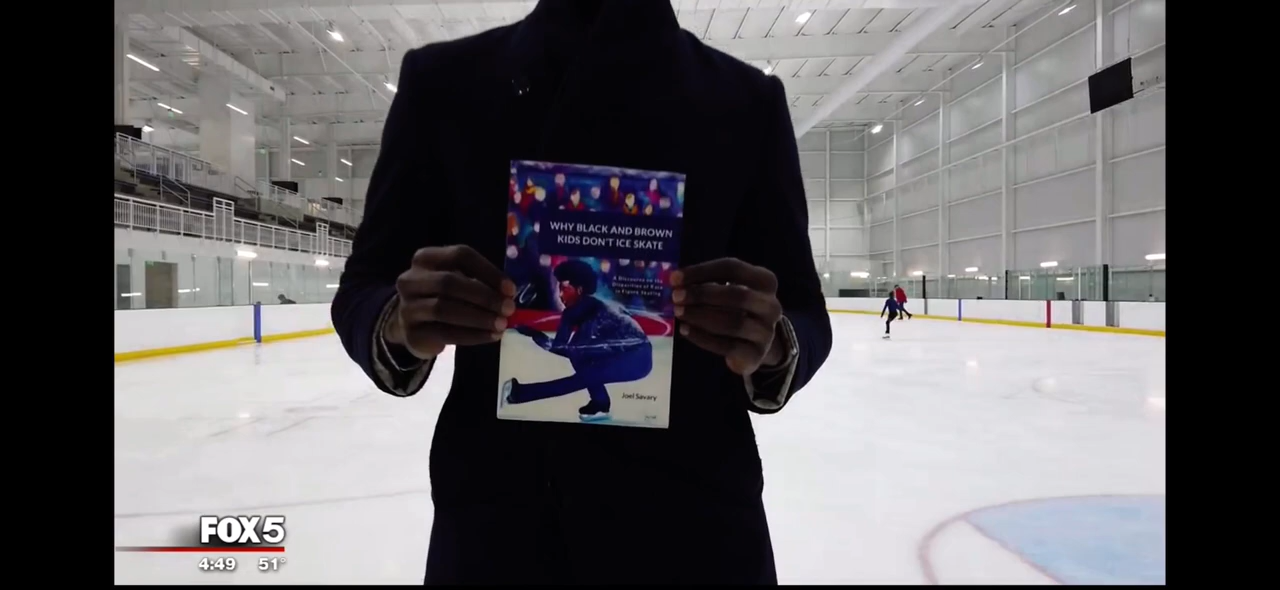 WHY BLACK AND BROWN
KIDS DON'T ICE SKATE
A Discourse on the
Disparities of Race
in Figure Skating
Joel Savary
FOX5
4:49 51°